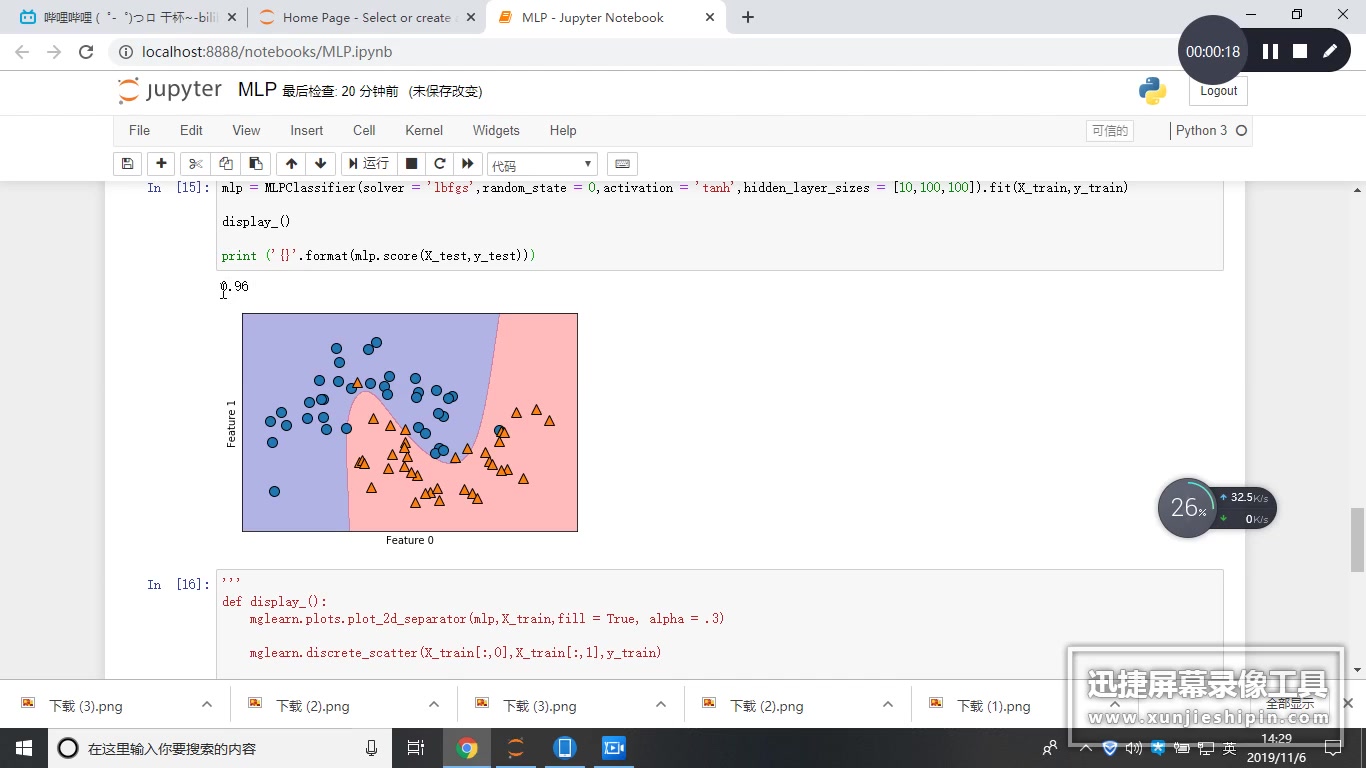 哔哩哔哩 ( ゜- ゜)つロ 干杯~-bili
Home Page - Select or create a
MLP - Jupyter Notebook
localhost:8888/notebooks/MLP.ipynb
00:00:18
jupyter MLP 最后检查: 20 分钟前 (未保存改变)
Logout
File Edit View Insert Cell Kernel Widgets Help
可信的 Python 3
运行 代码
In [15]: mlp = MLPClassifier(solver = 'lbfgs',random_state = 0,activation = 'tanh',hidden_layer_sizes = [10,100,100]).fit(X_train,y_train)
display_()
print ('{}'.format(mlp.score(X_test,y_test)))
0.96
Feature 1
Feature 0
26%
32.5K/s
0K/s
In [16]: '''
def display_():
mglearn.plots.plot_2d_separator(mlp,X_train,fill = True, alpha = .3)
mglearn.discrete_scatter(X_train[:,0],X_train[:,1],y_train)
迅捷屏幕录像工具
www.xunjieshipin.com
下载 (3).png 下载 (2).png 下载 (3).png 下载 (2).png 下载 (1).png 全部显示
在这里输入你要搜索的内容
英
14:29
2019/11/6